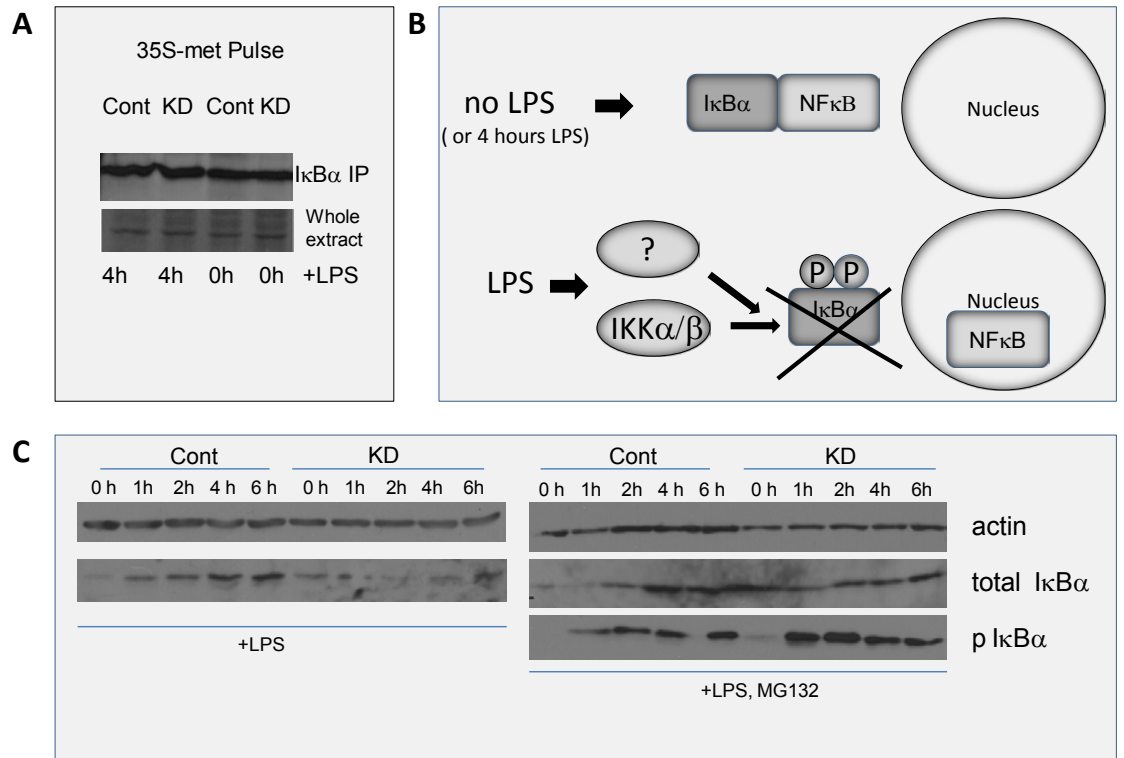 A
35S-met Pulse
Cont KD Cont KD
IκBα IP
Whole
extract
4h 4h 0h 0h +LPS
B
no LPS
( or 4 hours LPS)
IκBα NFκB
Nucleus
LPS
?
IKKα/β
P P
IκBα
Nucleus
NFκB
C
Cont KD
0 h 1h 2h 4 h 6 h 0 h 1h 2h 4h 6h
+LPS
Cont KD
0 h 1h 2h 4 h 6 h 0 h 1h 2h 4h 6h
actin
total IκBα
p IκBα
+LPS, MG132